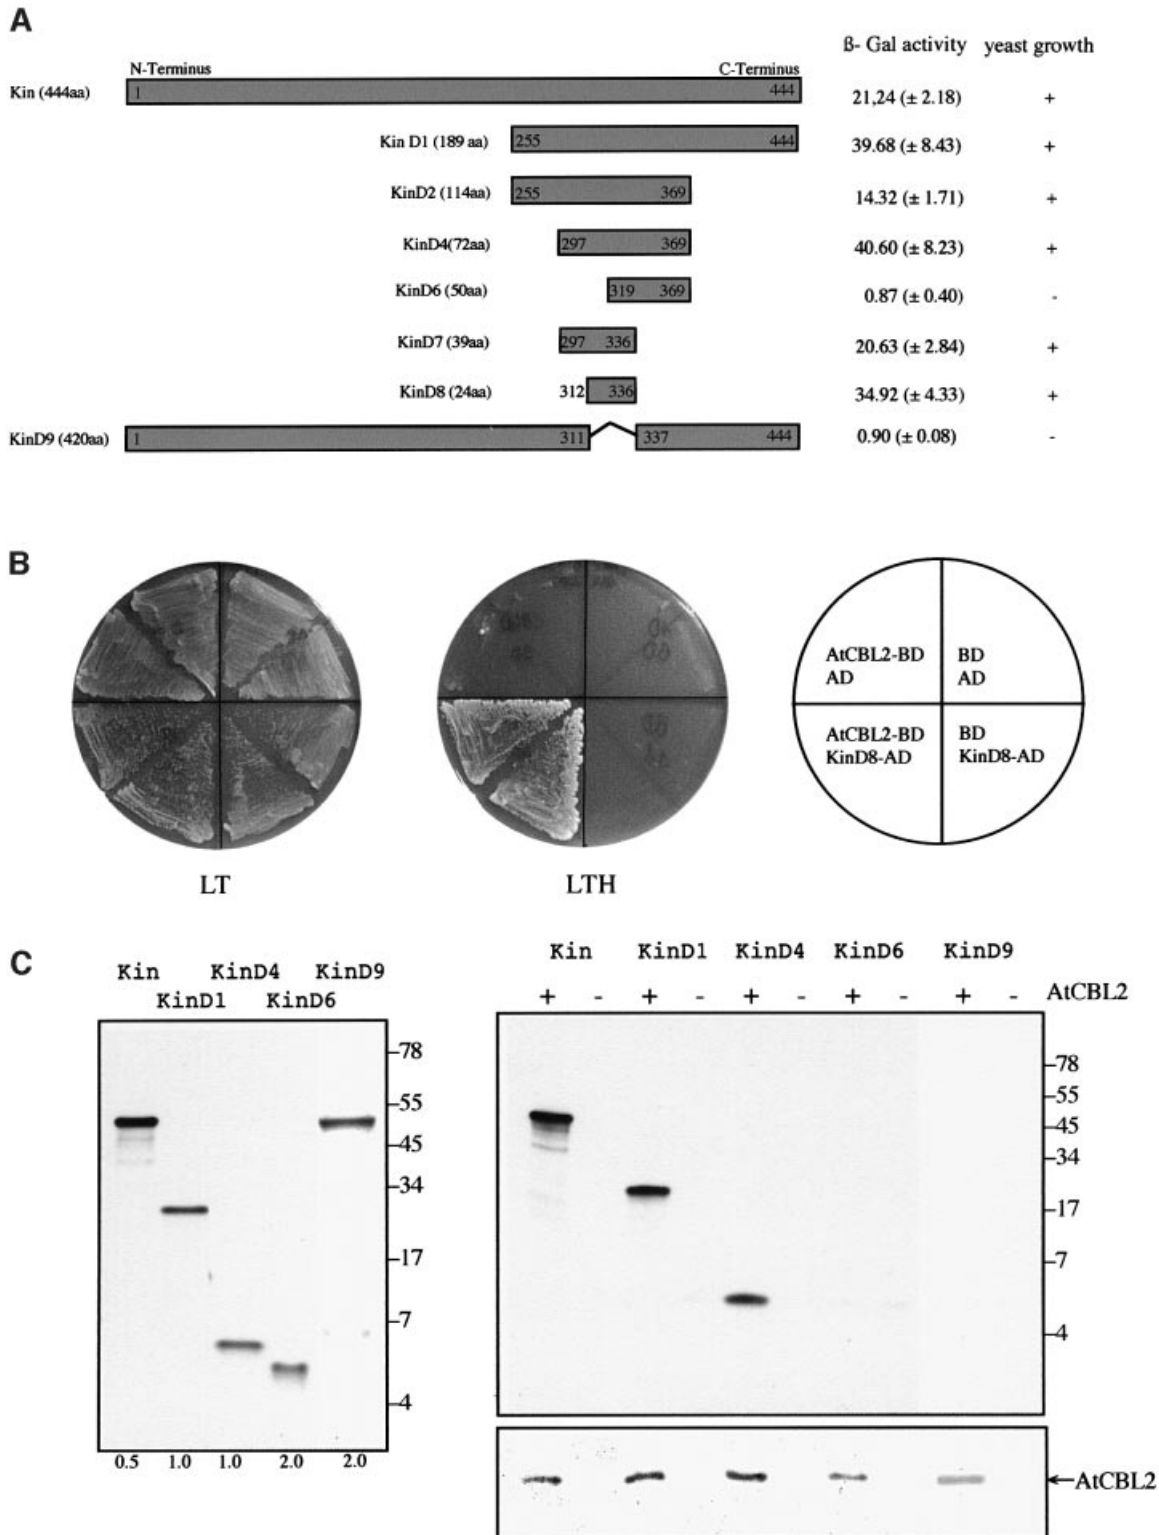 A
ß- Gal activity yeast growth
N-Terminus C-Terminus
Kin (444aa) 1 444 21,24 (± 2.18) +
Kin D1 (189 aa) 255 444 39.68 (± 8.43) +
KinD2 (114aa) 255 369 14.32 (± 1.71) +
KinD4(72aa) 297 369 40.60 (± 8.23) +
KinD6 (50aa) 319 369 0.87 (± 0.40) -
KinD7 (39aa) 297 336 20.63 (± 2.84) +
KinD8 (24aa) 312 336 34.92 (± 4.33) +
KinD9 (420aa) 1 311 337 444 0.90 (± 0.08) -
B
AtCBL2-BD BD
AD AD
AtCBL2-BD BD
KinD8-AD KinD8-AD
LT LTH
C
Kin KinD4 KinD9
KinD1 KinD6
78
55
45
34
17
7
4
0.5 1.0 1.0 2.0 2.0
Kin KinD1 KinD4 KinD6 KinD9
+ - + - + - + - + - AtCBL2
78
55
45
34
17
7
4
←AtCBL2